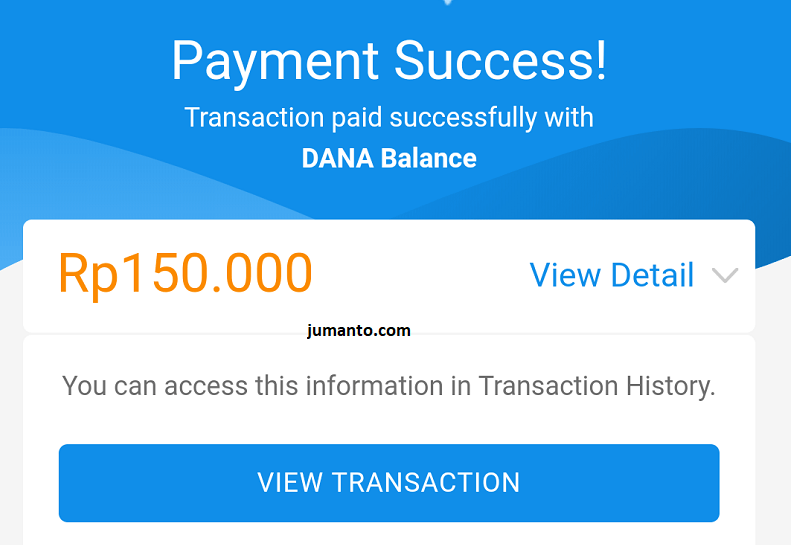 Payment Success!
Transaction paid successfully with
DANA Balance
Rp150.000
View Detail
jumanto.com
You can access this information in Transaction History.
VIEW TRANSACTION